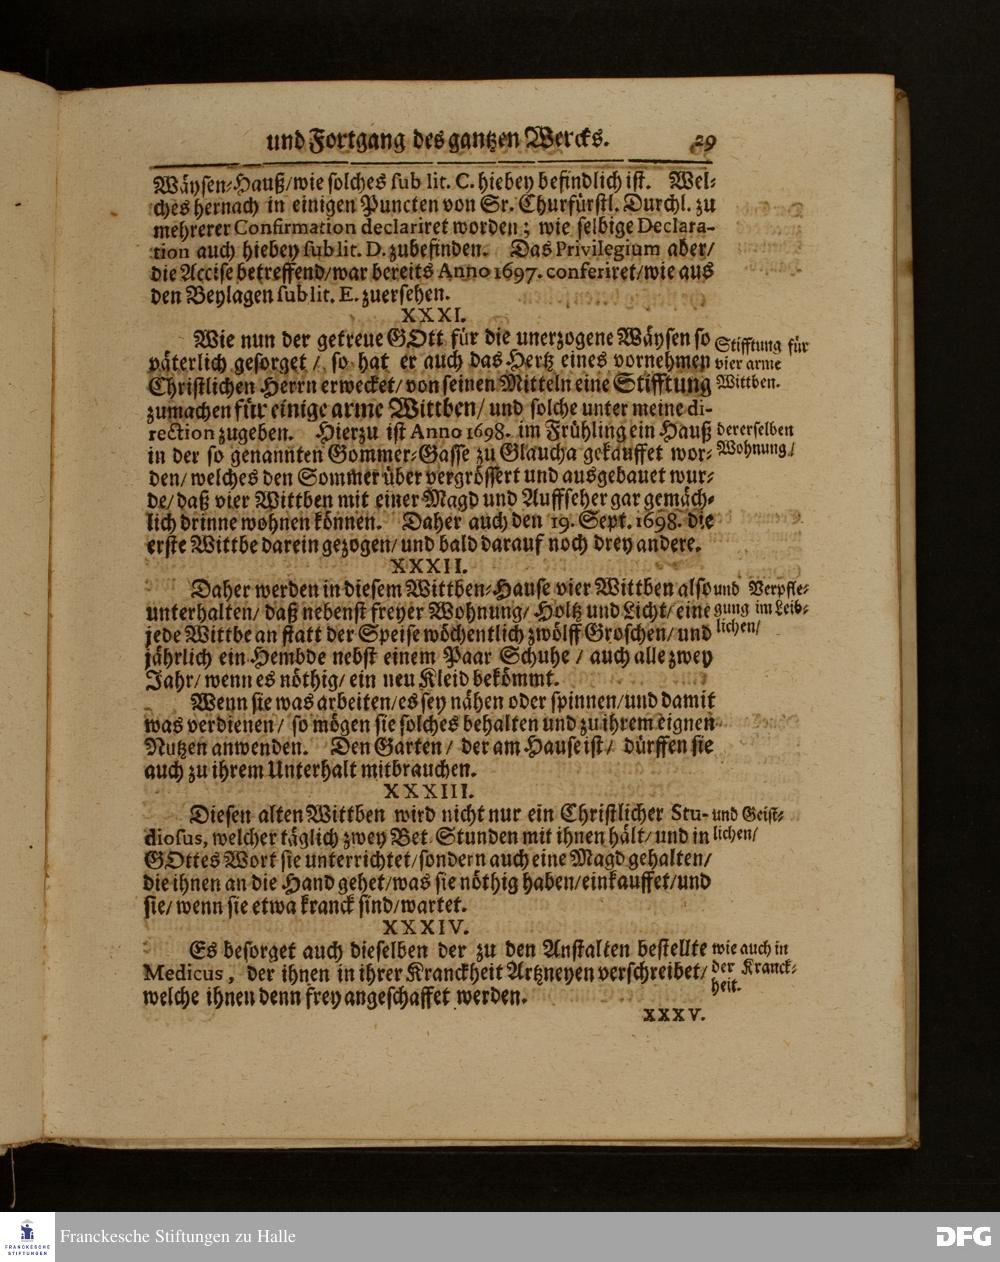 und Fortgang des gantzen Wercks. 29
Wäysen-Hauß/wie solches sub lit. C. hiebey befindlich ist. Wel-
ches hernach in einigen Puncten von Sr. Churfürstl. Durchl. zu
mehrerer Confirmation declariret worden; wie selbige Declara-
tion auch hiebey sub lit. D. zubefinden. Das Privilegium aber/
die Accise betreffend/war bereits Anno 1697. conferiret/wie aus
den Beylagen sub lit. E. zuersehen.
XXXI.
Wie nun der getreue GOtt für die unerzogene Wäysen so
väterlich gesorget / so hat er auch das Hertz eines vornehmen
Christlichen Herrn erwecket/von seinen Mitteln eine Stifftung
zumachen für einige arme Wittben/ und solche unter meine di-
rection zugeben. Hierzu ist Anno 1698. im Frühling ein Hauß
in der so genannten Gommer-Gasse zu Glaucha gekauffet wor-
den/welches den Sommer über vergrössert und ausgebauet wur-
de/ daß vier Wittben mit einer Magd und Auffseher gar gemäch-
lich drinne wohnen können. Daher auch den 19. Sept. 1698. die
erste Wittbe darein gezogen/und bald darauf noch drey andere.
Stifftung für
vier arme
Wittben.
dererselben
Wohnung/
XXXII.
Daher werden in diesem Wittben-Hause vier Wittben also
unterhalten/ daß nebenst freyer Wohnung/ Holtz und Licht/ eine
jede Wittbe an statt der Speise wöchentlich zwölff Groschen/ und
jährlich ein Hembde nebst einem Paar Schuhe / auch alle zwey
Jahr/ wenn es nöthig/ ein neu Kleid bekömmt.
Wenn sie was arbeiten/es sey nähen oder spinnen/und damit
was verdienen/ so mögen sie solches behalten und zu ihrem eignen
Nutzen anwenden. Den Garten/ der am Hause ist/ dürffen sie
auch zu ihrem Unterhalt mitbrauchen.
und Verpfle-
gung im Leib-
lichen/
XXXIII.
Diesen alten Wittben wird nicht nur ein Christlicher Stu-
diosus, welcher täglich zwey Bet-Stunden mit ihnen hält/ und in
GOttes Wort sie unterrichtet/sondern auch eine Magd gehalten/
die ihnen an die Hand gehet/was sie nöthig haben/einkauffet/und
sie/ wenn sie etwa kranck sind/wartet.
und Geist-
lichen/
XXXIV.
Es besorget auch dieselben der zu den Anstalten bestellte
Medicus, der ihnen in ihrer Kranckheit Artzneyen verschreibet/
welche ihnen denn frey angeschaffet werden.
wie auch in
der Kranck-
heit.
XXXV.
FRANCKESCHE
STIFTUNGEN
Franckesche Stiftungen zu Halle
DFG